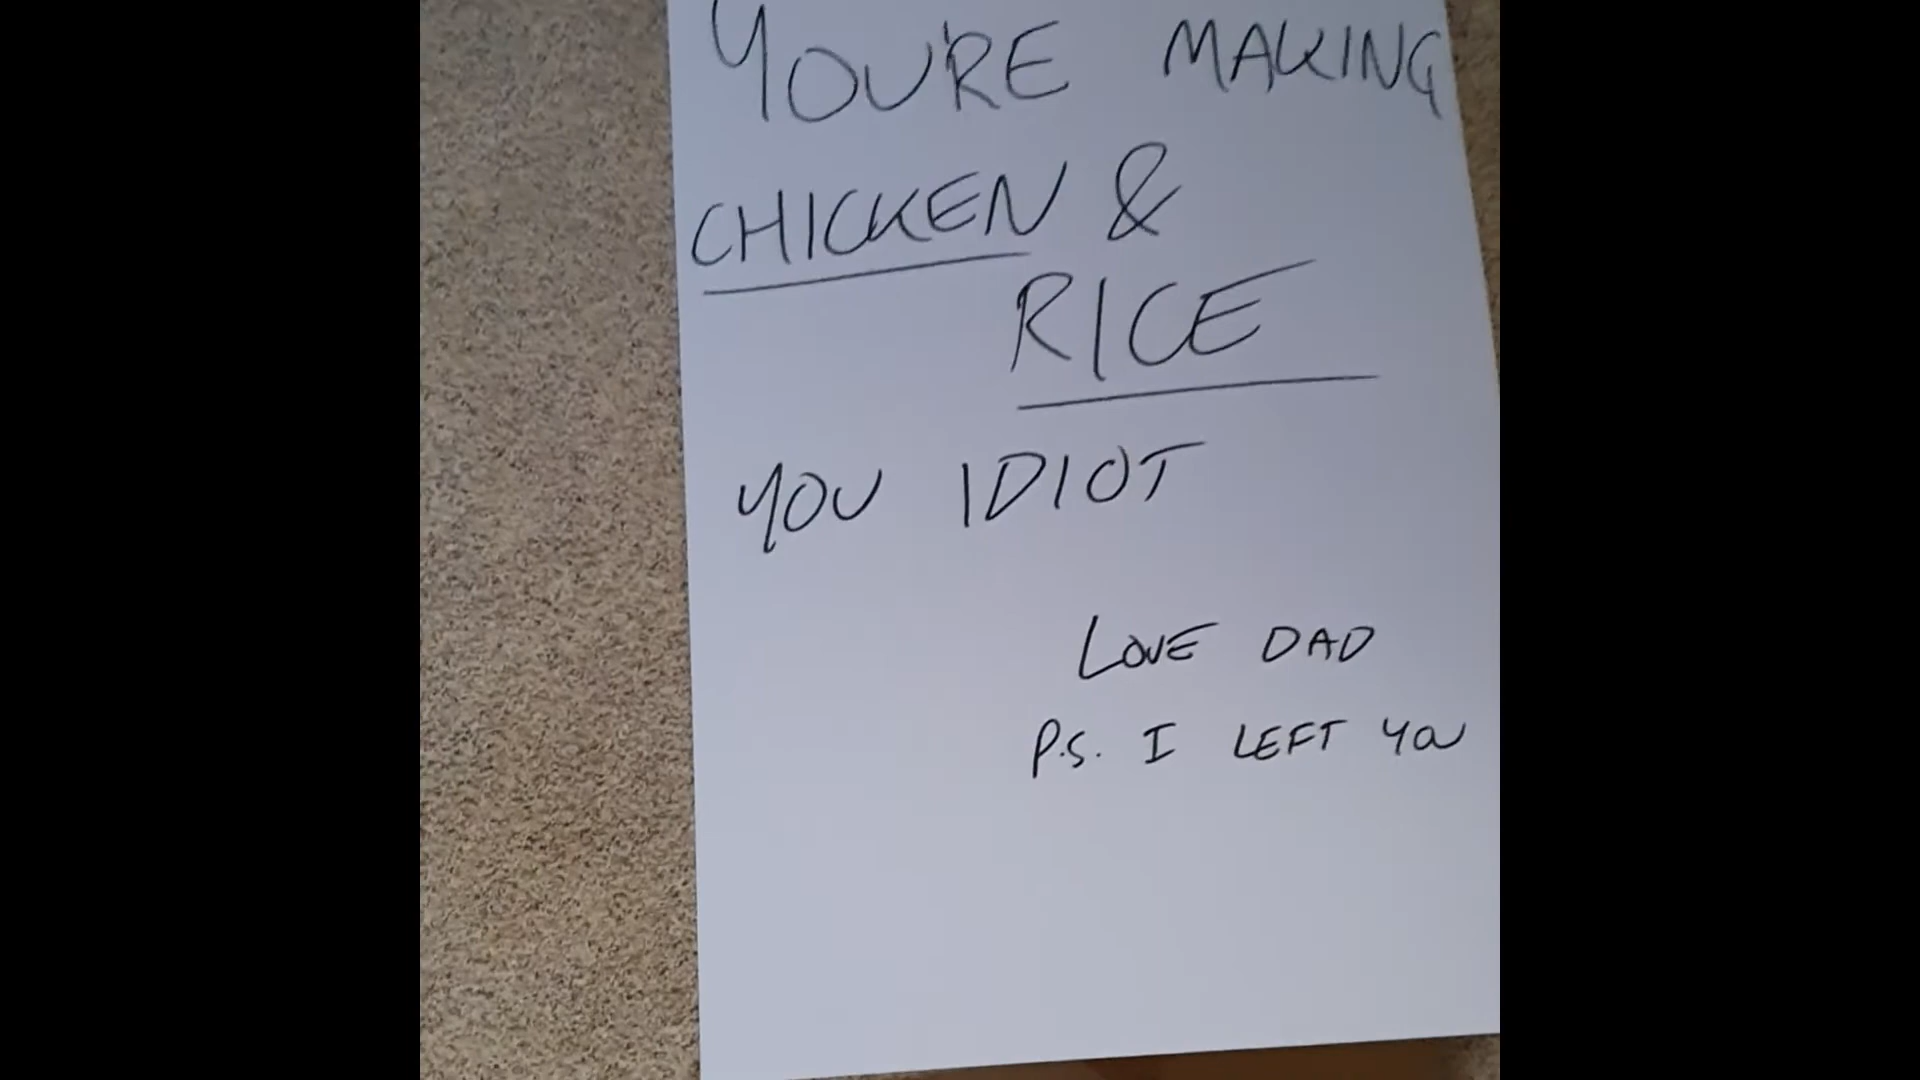 YOU'RE MAKING
CHICKEN &
RICE
YOU IDIOT
LOVE DAD
P.S. I LEFT YOU